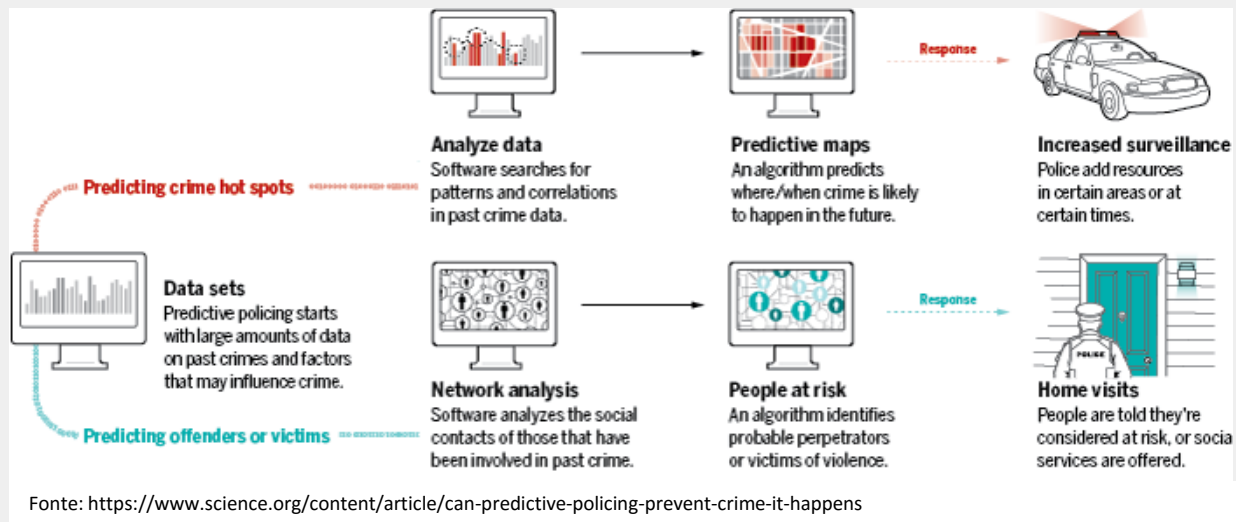 Response
Analyze data
Software searches for
patterns and correlations
in past crime data.
Predictive maps
An algorithm predicts
where/when crime is likely
to happen in the future.
Increased surveillance
Police add resources
in certain areas or at
certain times.
Predicting crime hot spots
Data sets
Predictive policing starts
with large amounts of data
on past crimes and factors
that may influence crime.
Response
POLICE
Predicting offenders or victims
Network analysis
Software analyzes the social
contacts of those that have
been involved in past crime.
People at risk
An algorithm identifies
probable perpetrators
or victims of violence.
Home visits
People are told they're
considered at risk, or socia
services are offered.
Fonte: https://www.science.org/content/article/can-predictive-policing-prevent-crime-it-happens